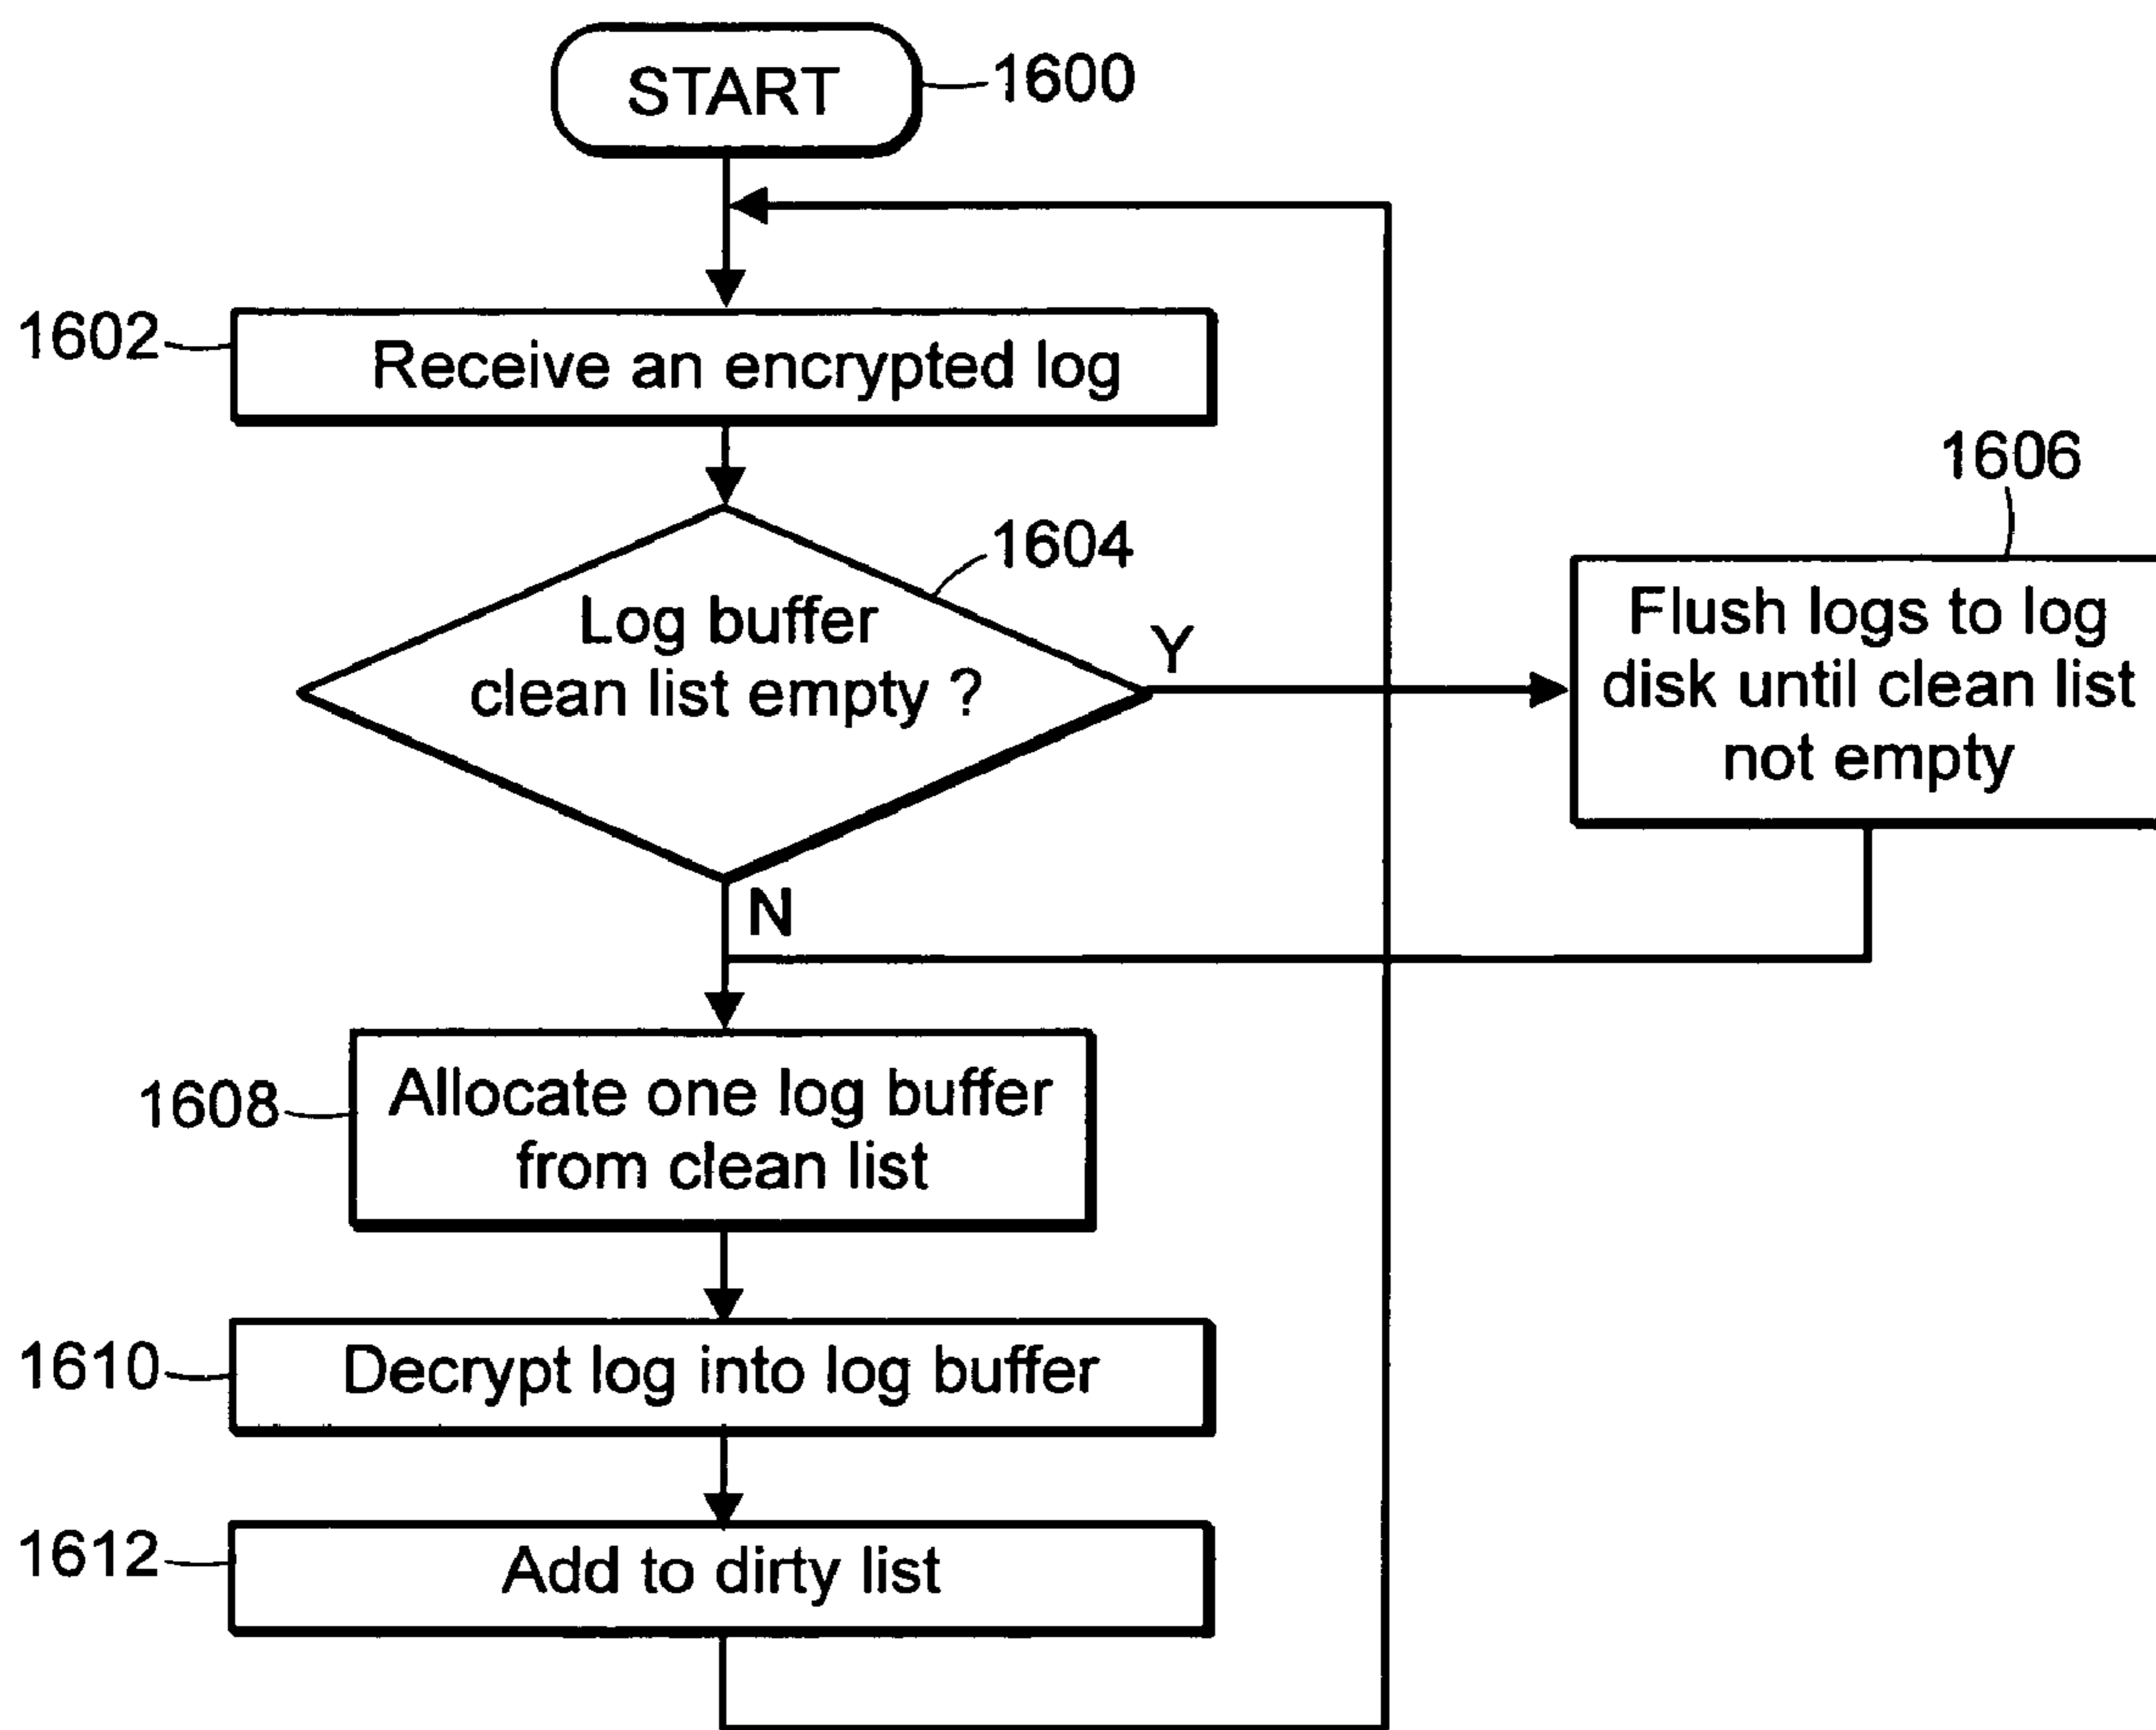 START
1600
1602
Receive an encrypted log
1604
Log buffer
clean list empty ?
Y
N
1606
Flush logs to log
disk until clean list
not empty
1608
Allocate one log buffer
from clean list
1610
Decrypt log into log buffer
1612
Add to dirty list